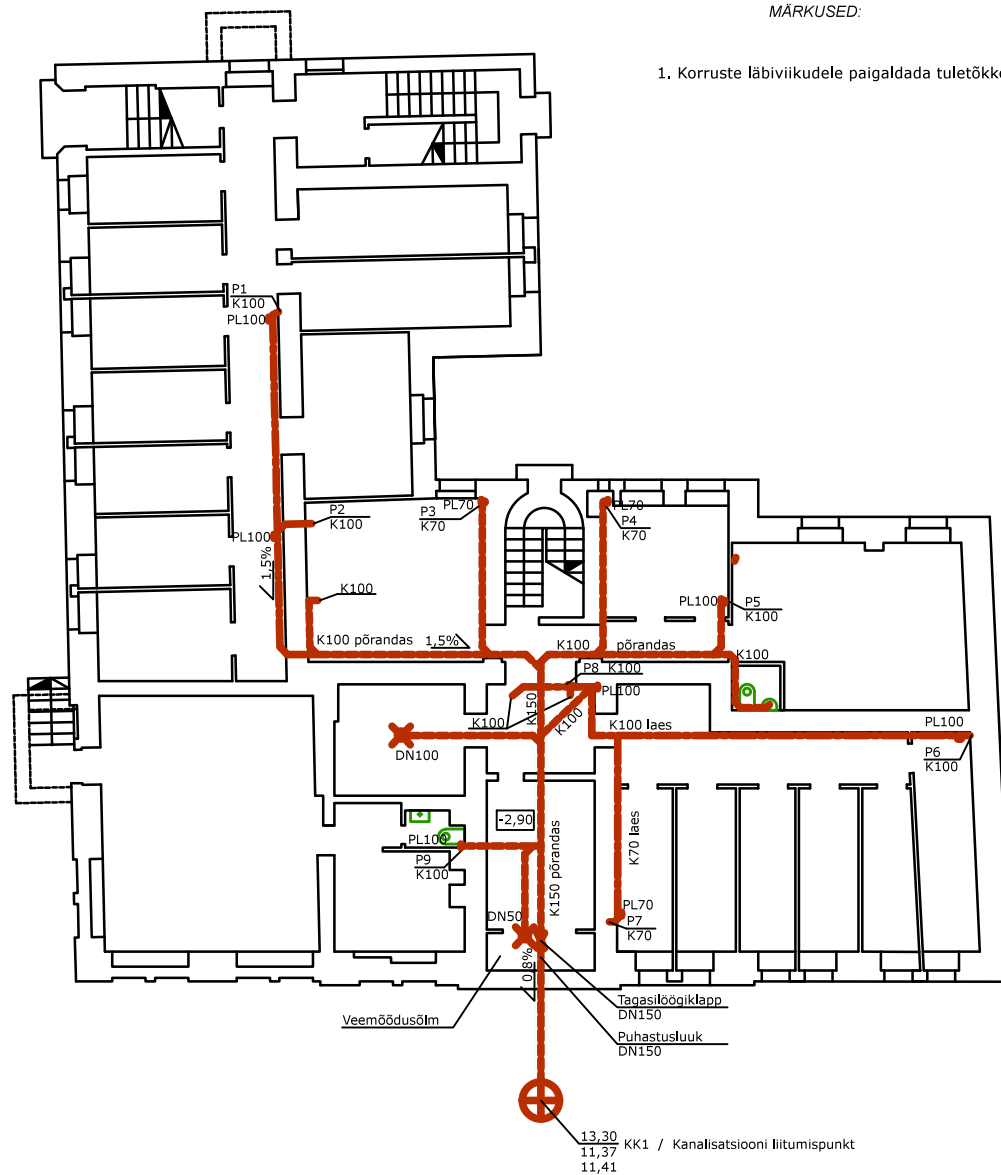 MÄRKUSED:
1. Korruste läbiviikudele paigaldada
P1
K100
PL100
P2
K100
PL100
1,5%
K100
K100 põrandas
1,5%
P3
K70
PL70
PL70
P4
K70
PL100
P5
K100
K100
põrandas
K100
P8
K100
PL100
K150
K100
K100
K100 laes
PL100
P6
K100
DN100
-2,90
PL100
P9
K100
K150 põrandas
K70 laes
DN50
PL70
P7
K70
0,8%
Veemõõdusõlm
Tagasilöögiklapp
DN150
Puhastusluuk
DN150
13,30
11,37
11,41
KK1 / Kanalisatsiooni liitumispunkt